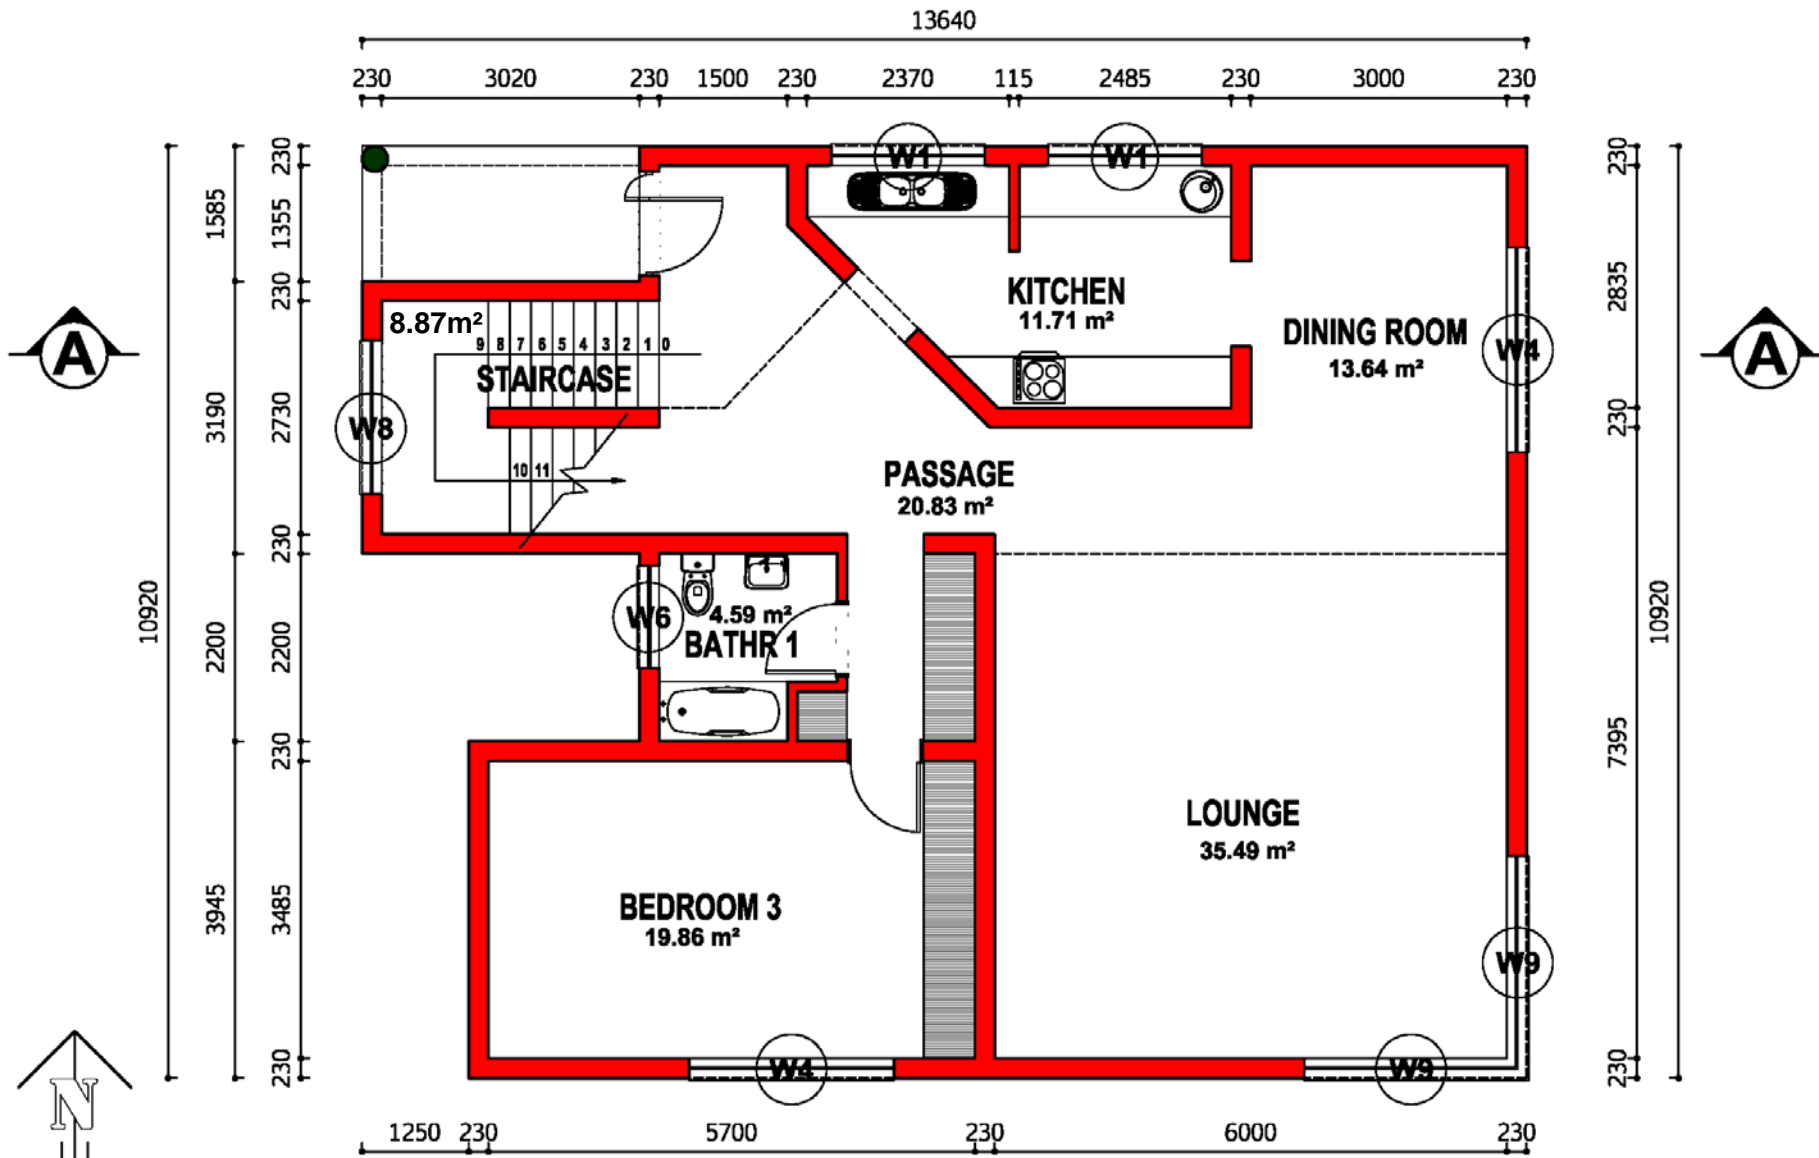 13640
230 3020 230 1500 230 2370 115 2485 230 3000 230
W1 W1
230
1585
1355
230
3190
2730
230
10920
2200
2200
230
3945
3485
230
A
8.87m²
9 8 7 6 5 4 3 2 1 0
STAIRCASE
10 11
W8
KITCHEN
11.71 m²
DINING ROOM
13.64 m²
W4
A
PASSAGE
20.83 m²
W6
4.59 m²
BATHR 1
LOUNGE
35.49 m²
BEDROOM 3
19.86 m²
W9
W4
W9
230
2835
230
10920
7395
230
N
1250 230 5700 230 6000 230